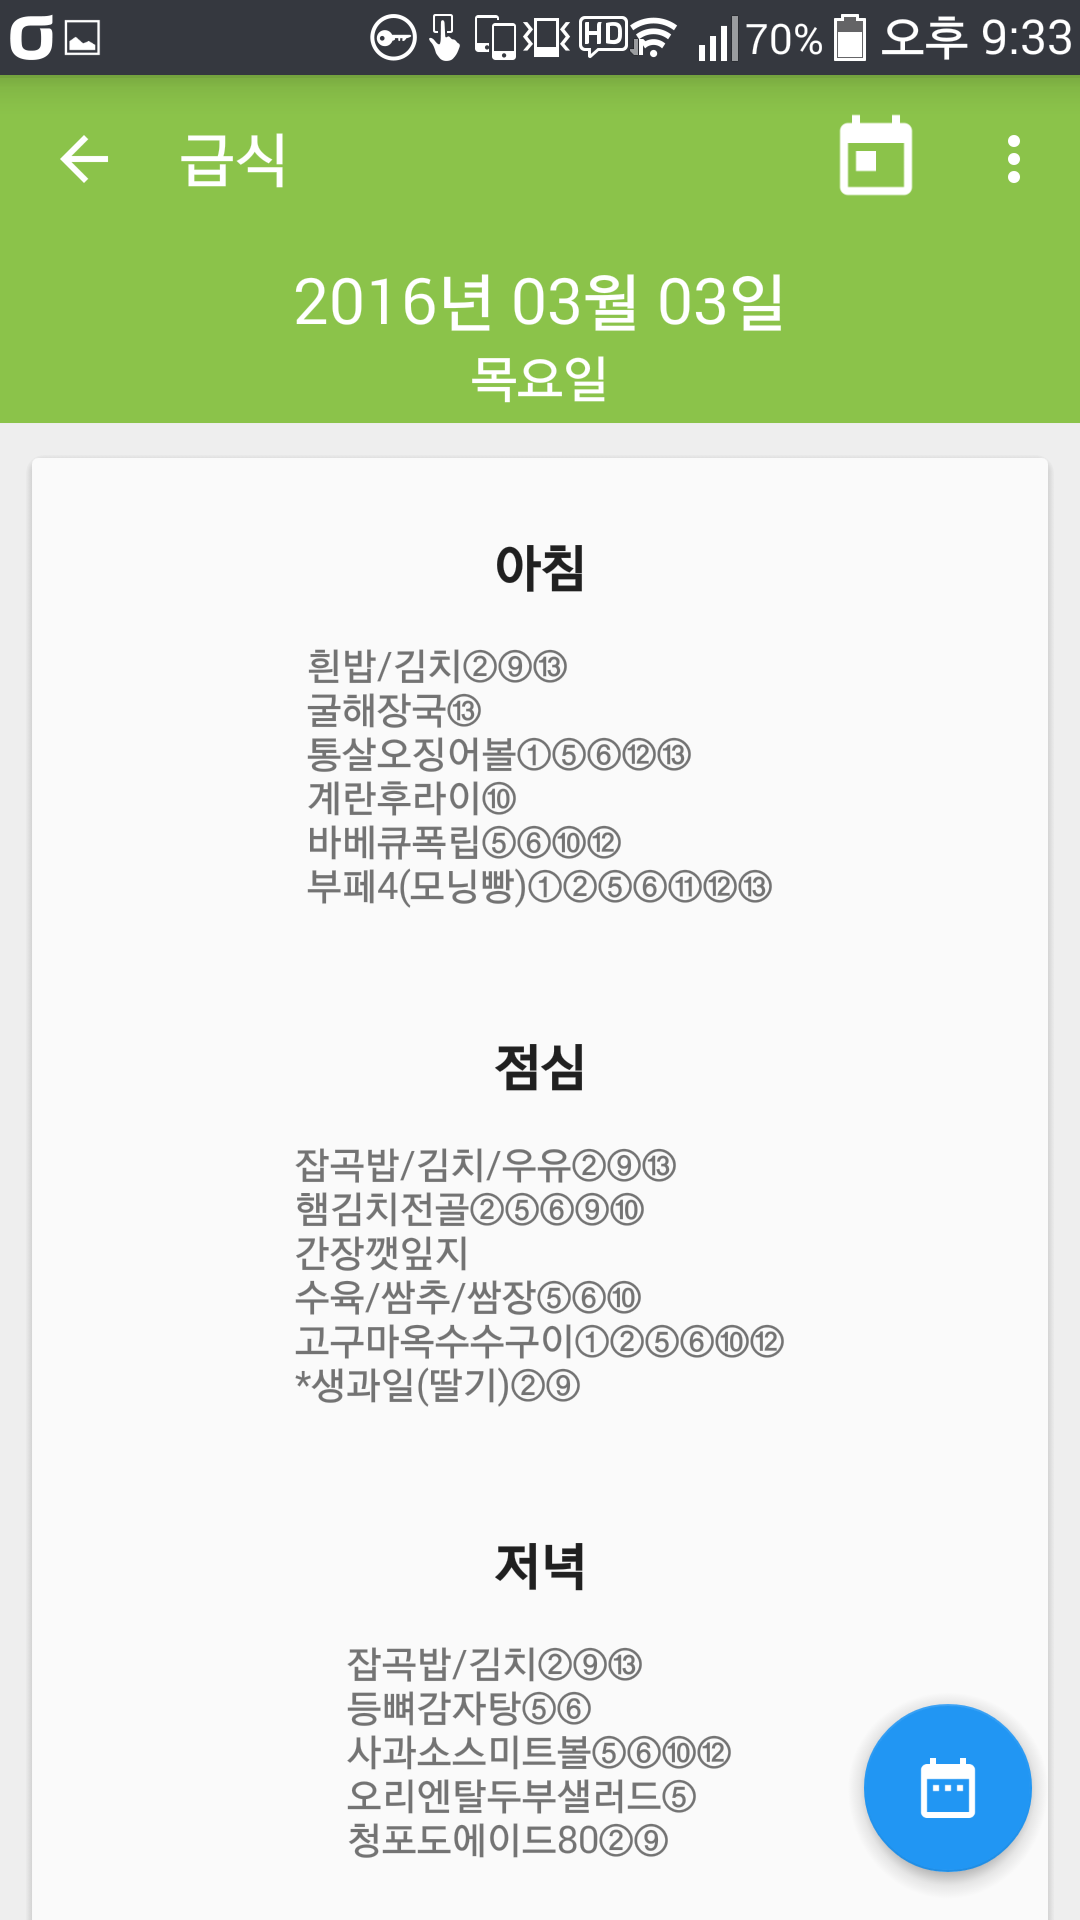 HD 70% 오후 9:33
급식
2016년 03월 03일
목요일
아침
흰밥/김치②⑨⑬
굴해장국⑬
통살오징어볼①⑤⑥⑫⑬
계란후라이⑩
바베큐폭립⑤⑥⑩⑫
부페4(모닝빵)①②⑤⑥⑪⑫⑬
점심
잡곡밥/김치/우유②⑨⑬
햄김치전골②⑤⑥⑨⑩
간장깻잎지
수육/쌈추/쌈장⑤⑥⑩
고구마옥수수구이①②⑤⑥⑩⑫
*생과일(딸기)②⑨
저녁
잡곡밥/김치②⑨⑬
등뼈감자탕⑤⑥
사과소스미트볼⑤⑥⑩⑫
오리엔탈두부샐러드⑤
청포도에이드80②⑨